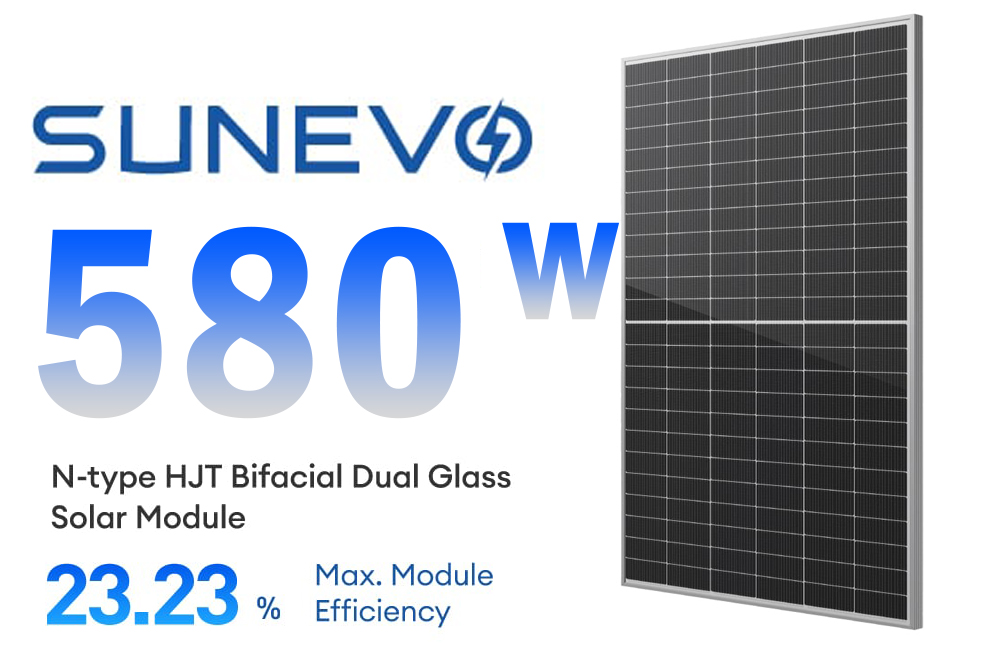 SUNEVO
580 W
N-type HJT Bifacial Dual Glass
Solar Module
23.23 % Max. Module
Efficiency